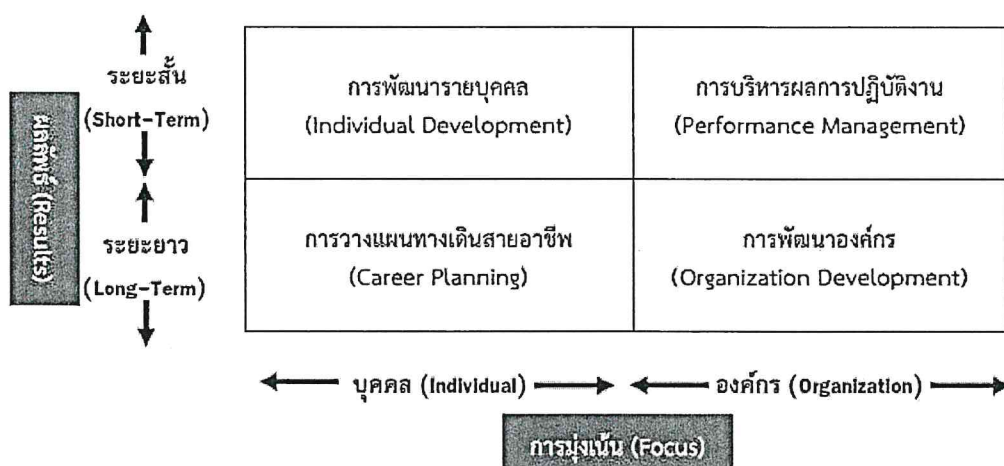 ระยะสั้น
(Short-Term)
ผลลัพธ์ (Results)
ระยะยาว
(Long-Term)
การพัฒนารายบุคคล
(Individual Development)
การบริหารผลการปฏิบัติงาน
(Performance Management)
การวางแผนทางเดินสายอาชีพ
(Career Planning)
การพัฒนาองค์กร
(Organization Development)
บุคคล (Individual)
องค์กร (Organization)
การมุ่งเน้น (Focus)